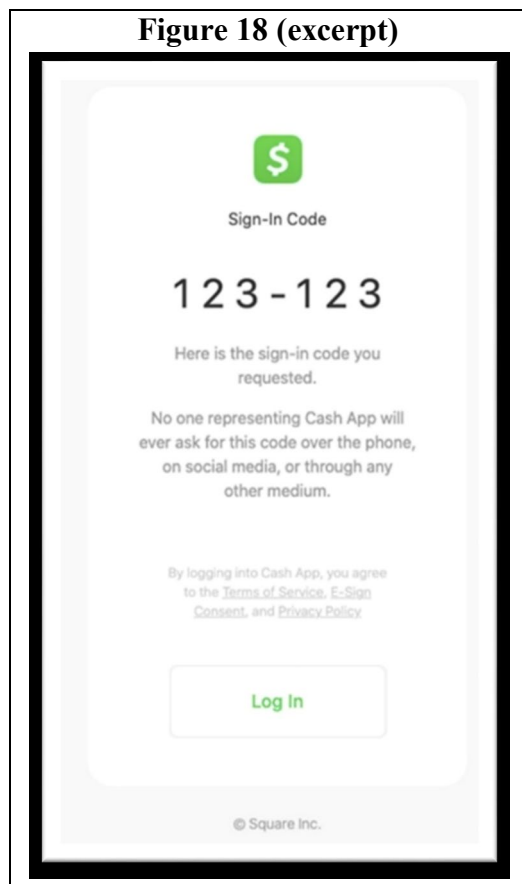 Figure 18 (excerpt)
$
Sign-In Code
123-123
Here is the sign-in code you
requested.
No one representing Cash App will
ever ask for this code over the phone,
on social media, or through any
other medium.
By logging into Cash App, you agree
to the Terms of Service, E-Sign
Consent, and Privacy Policy
Log In
© Square Inc.